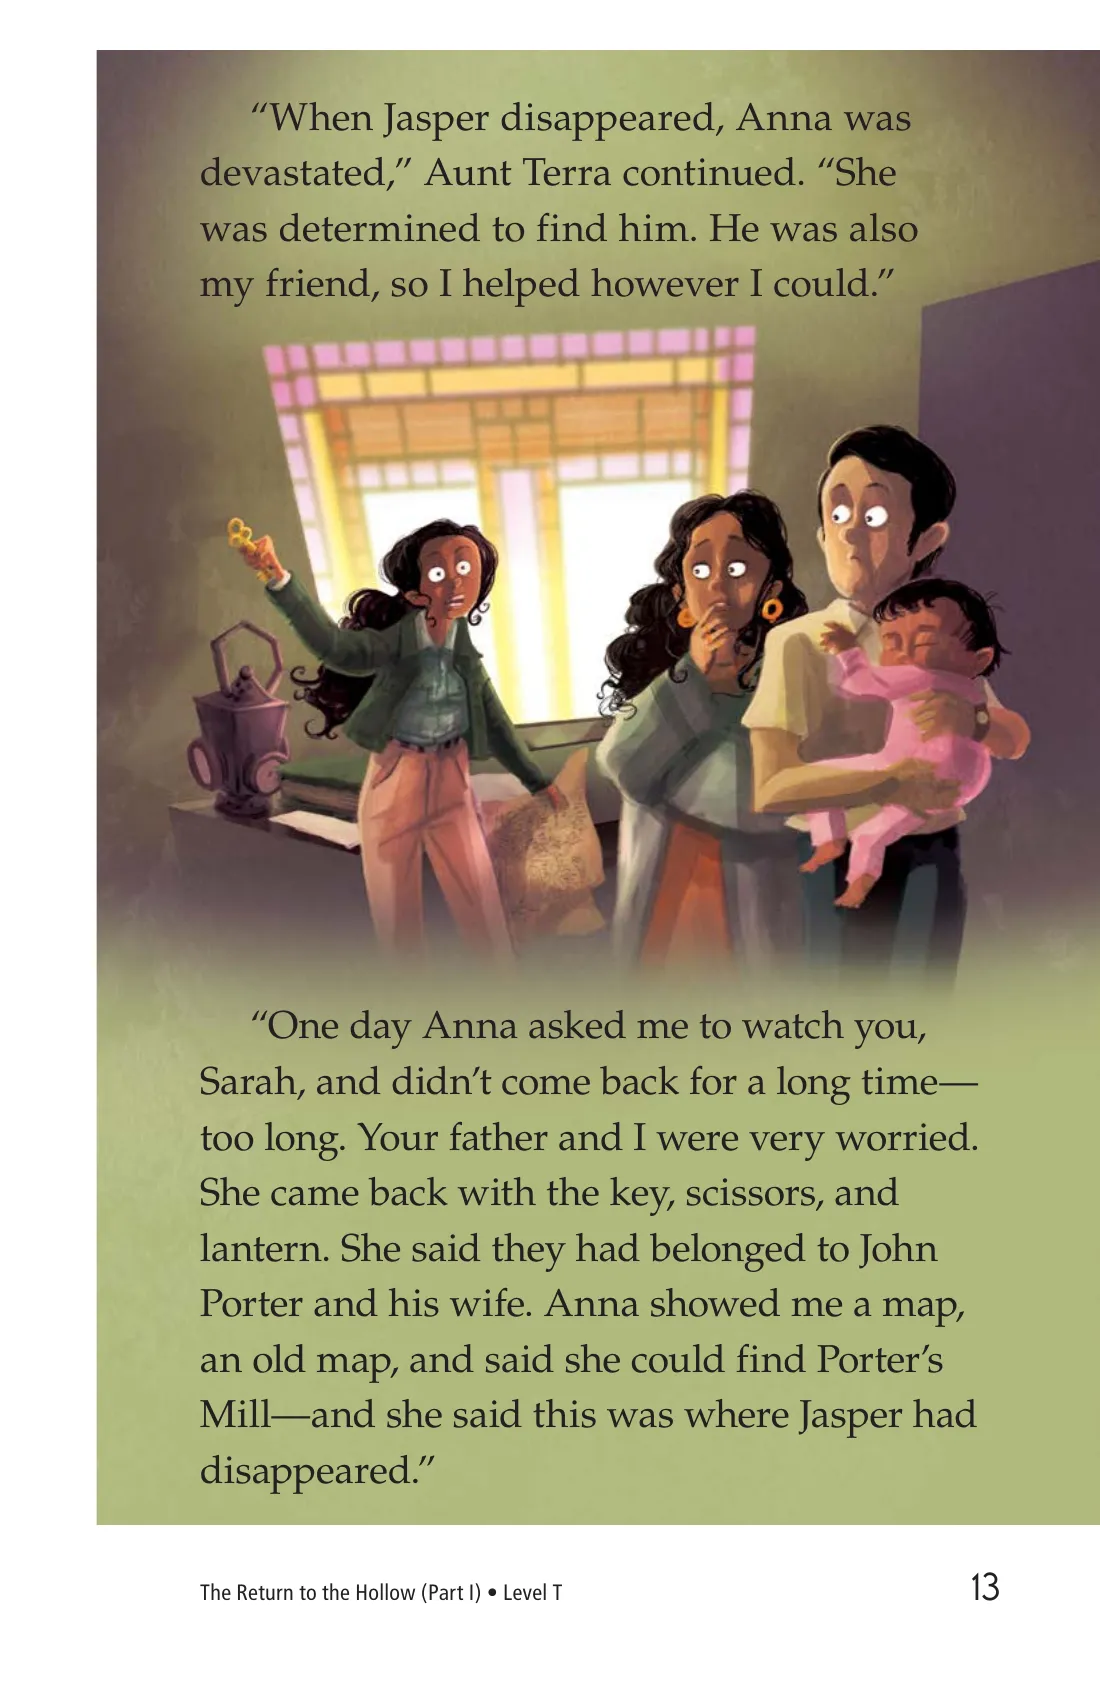 “When Jasper disappeared, Anna was
devastated,” Aunt Terra continued. “She
was determined to find him. He was also
my friend, so I helped however I could.”
“One day Anna asked me to watch you,
Sarah, and didn’t come back for a long time—
too long. Your father and I were very worried.
She came back with the key, scissors, and
lantern. She said they had belonged to John
Porter and his wife. Anna showed me a map,
an old map, and said she could find Porter’s
Mill—and she said this was where Jasper had
disappeared.”
The Return to the Hollow (Part I) • Level T
13